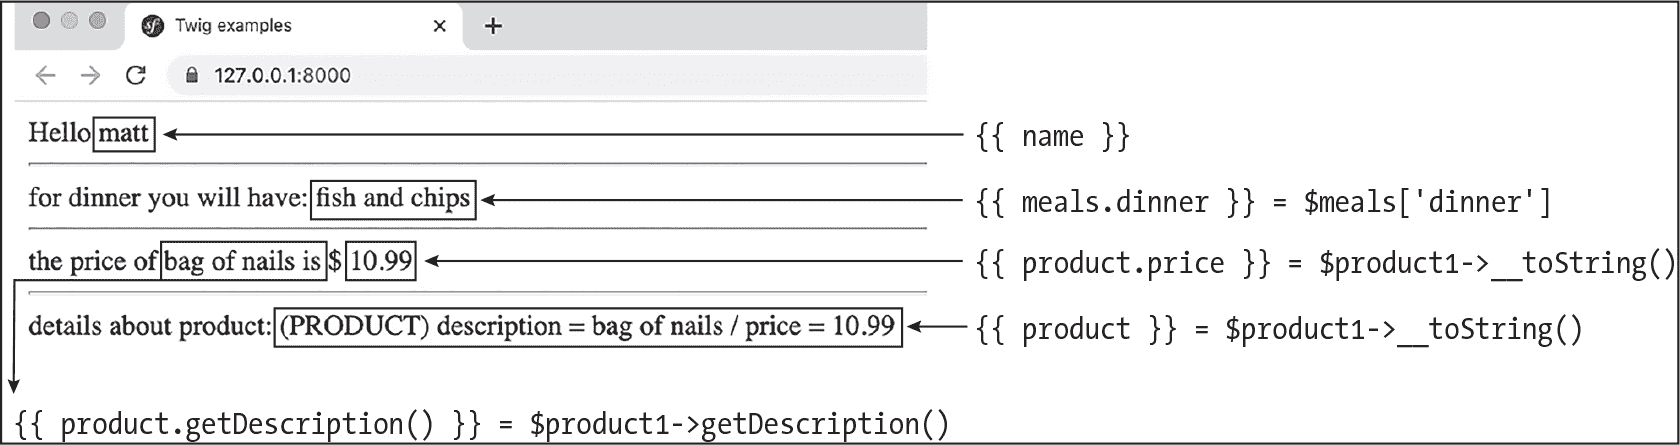 Twig examples
127.0.0.1:8000
Hello matt {{ name }}
for dinner you will have: fish and chips {{ meals.dinner }} = $meals['dinner']
the price of bag of nails is $ 10.99 {{ product.price }} = $product1->__toString()
details about product: (PRODUCT) description = bag of nails / price = 10.99 {{ product }} = $product1->__toString()
{{ product.getDescription() }} = $product1->getDescription()